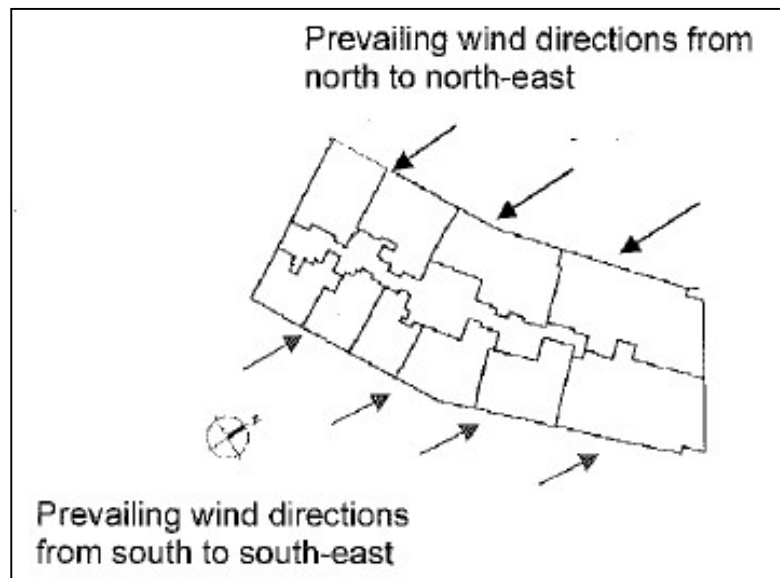 Prevailing wind directions from
north to north-east
z
Prevailing wind directions
from south to south-east